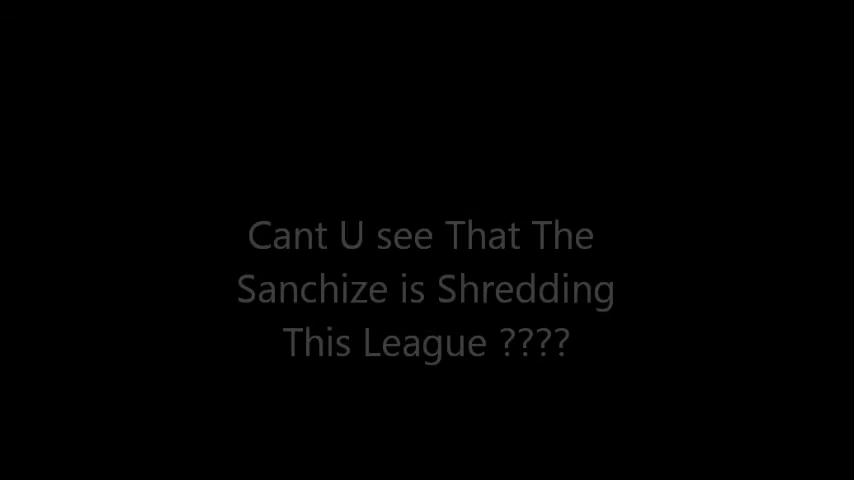 Cant U see That The
Sanchize is Shredding
This League ????